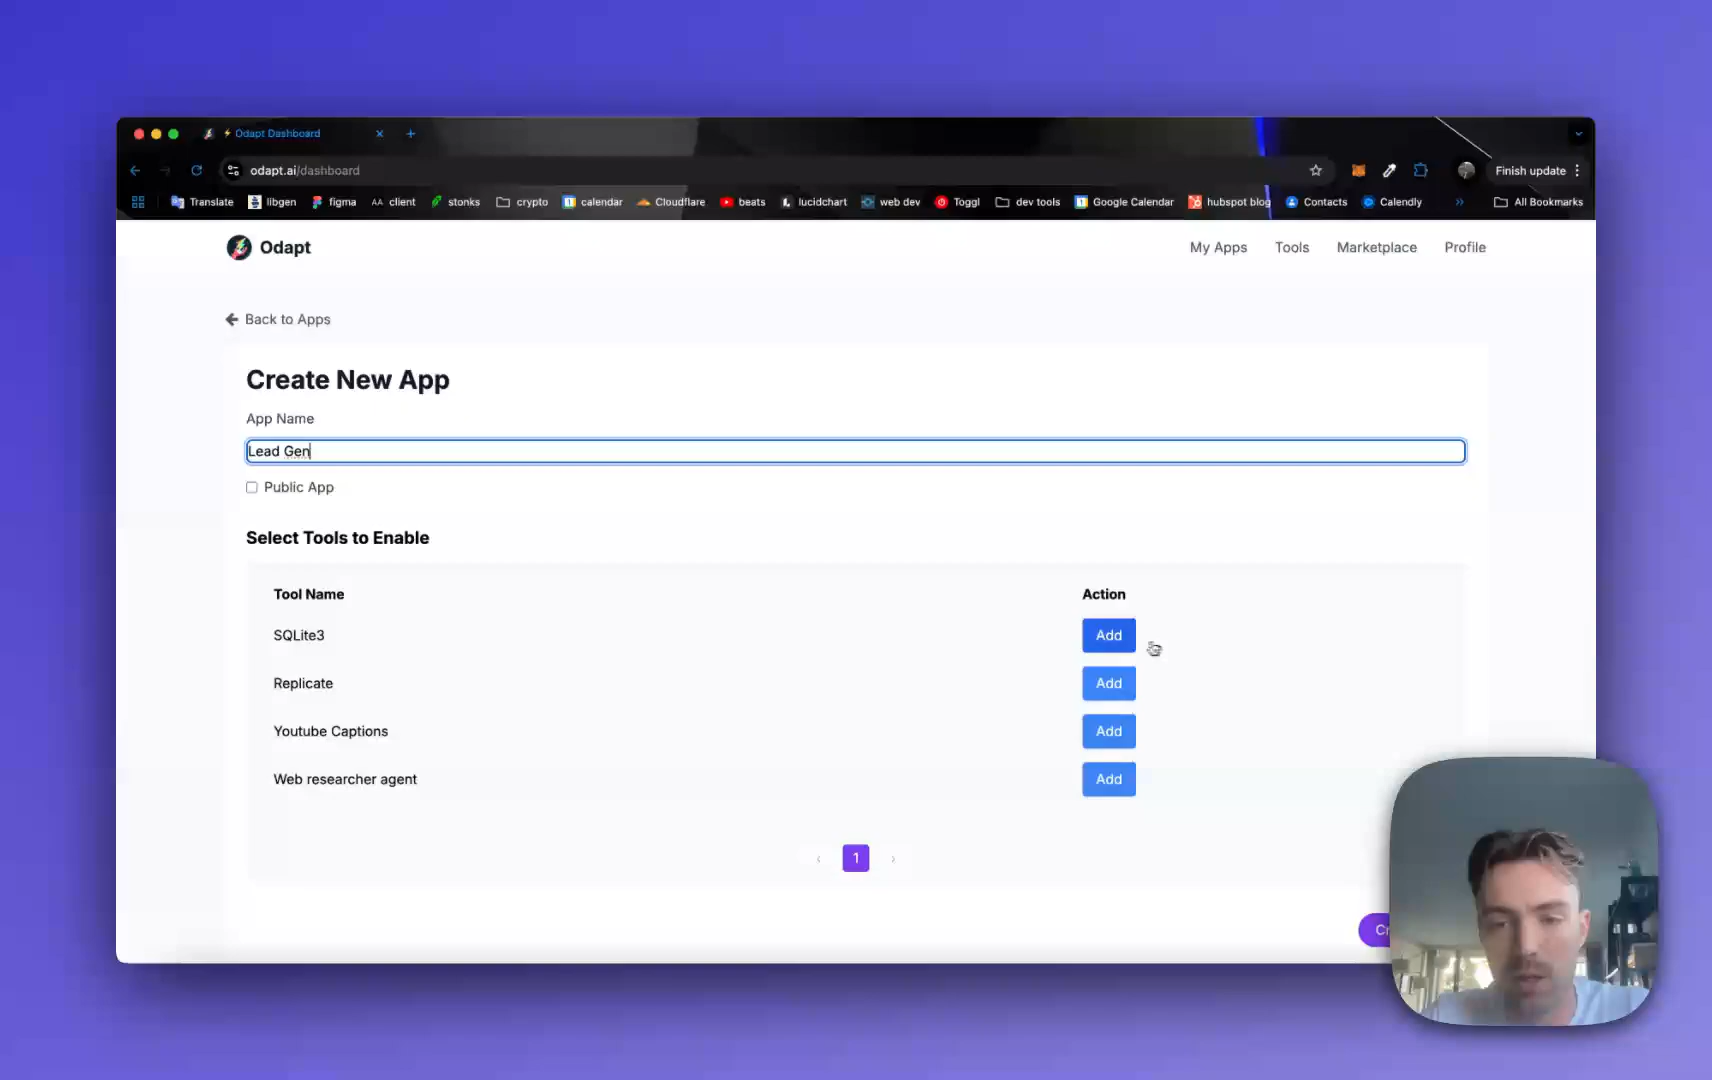 ⚡ Odapt Dashboard
odapt.ai/dashboard
Finish update
Translate libgen figma client stonks crypto calendar Cloudflare beats lucidchart web dev Toggl dev tools Google Calendar hubspot blog Contacts Calendly » All Bookmarks
Odapt
My Apps Tools Marketplace Profile
Back to Apps
Create New App
App Name
Lead Gen
Public App
Select Tools to Enable
Tool Name Action
SQLite3 Add
Replicate Add
Youtube Captions Add
Web researcher agent Add
‹ 1 ›